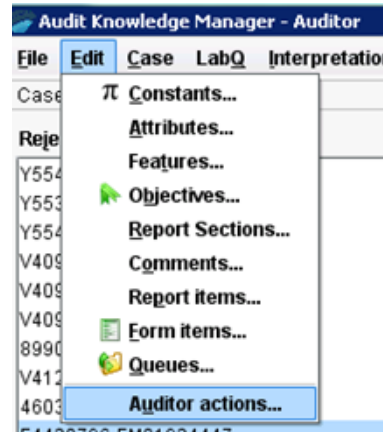 Audit Knowledge Manager - Auditor
File Edit Case LabQ Interpretatio
Case
π Constants...
Attributes...
Reje
Features...
Y554
Objectives...
Y553
Report Sections...
Y554
Comments...
V409
V409
Report items...
V409
Form items...
8990
Queues...
V412
Auditor actions...
4603